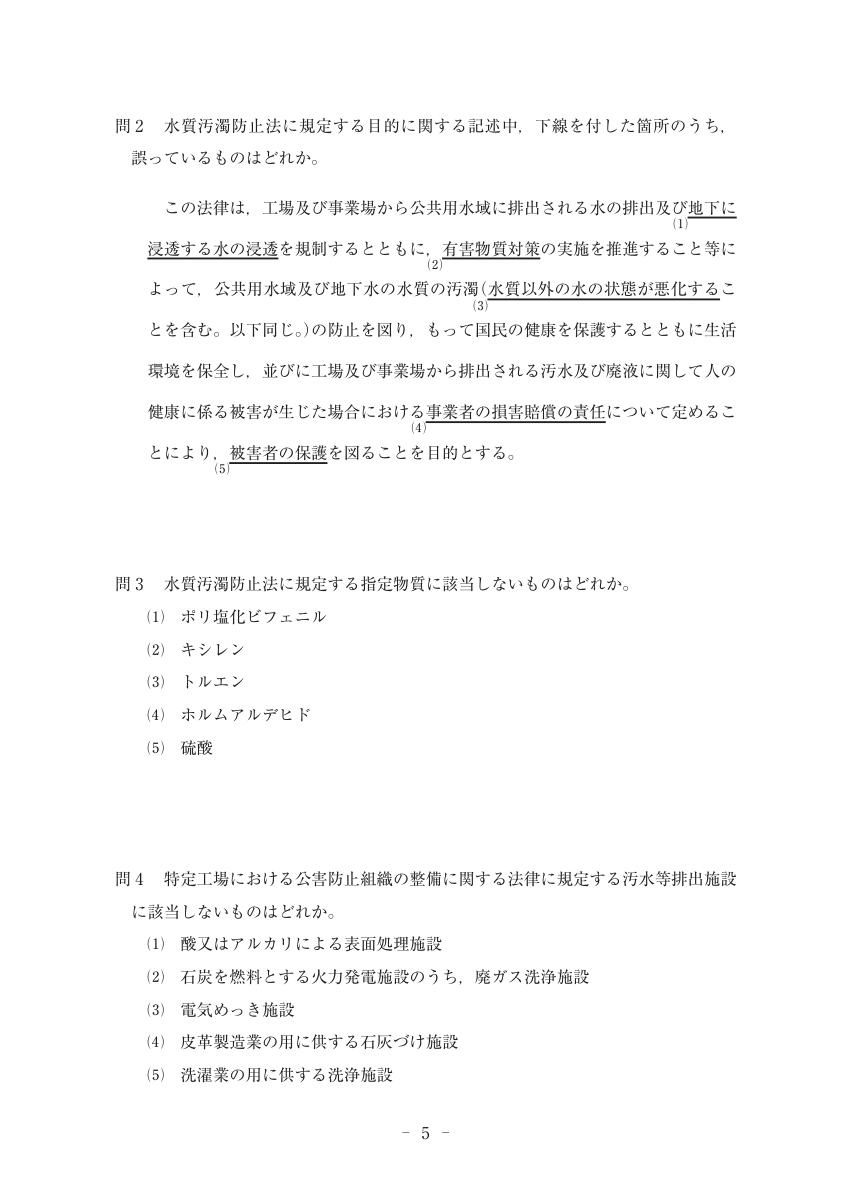 問2　水質汚濁防止法に規定する目的に関する記述中，下線を付した箇所のうち，
誤っているものはどれか。
この法律は，工場及び事業場から公共用水域に排出される水の排出及び地下に
(1)
浸透する水の浸透を規制するとともに，有害物質対策の実施を推進すること等に
(2)
よって，公共用水域及び地下水の水質の汚濁(水質以外の水の状態が悪化するこ
(3)
とを含む。以下同じ。)の防止を図り，もって国民の健康を保護するとともに生活
環境を保全し，並びに工場及び事業場から排出される汚水及び廃液に関して人の
健康に係る被害が生じた場合における事業者の損害賠償の責任について定めるこ
(4)
とにより，被害者の保護を図ることを目的とする。
(5)
問3　水質汚濁防止法に規定する指定物質に該当しないものはどれか。
(1)　ポリ塩化ビフェニル
(2)　キシレン
(3)　トルエン
(4)　ホルムアルデヒド
(5)　硫酸
問4　特定工場における公害防止組織の整備に関する法律に規定する汚水等排出施設
に該当しないものはどれか。
(1)　酸又はアルカリによる表面処理施設
(2)　石炭を燃料とする火力発電施設のうち，廃ガス洗浄施設
(3)　電気めっき施設
(4)　皮革製造業の用に供する石灰づけ施設
(5)　洗濯業の用に供する洗浄施設
－ 5 －